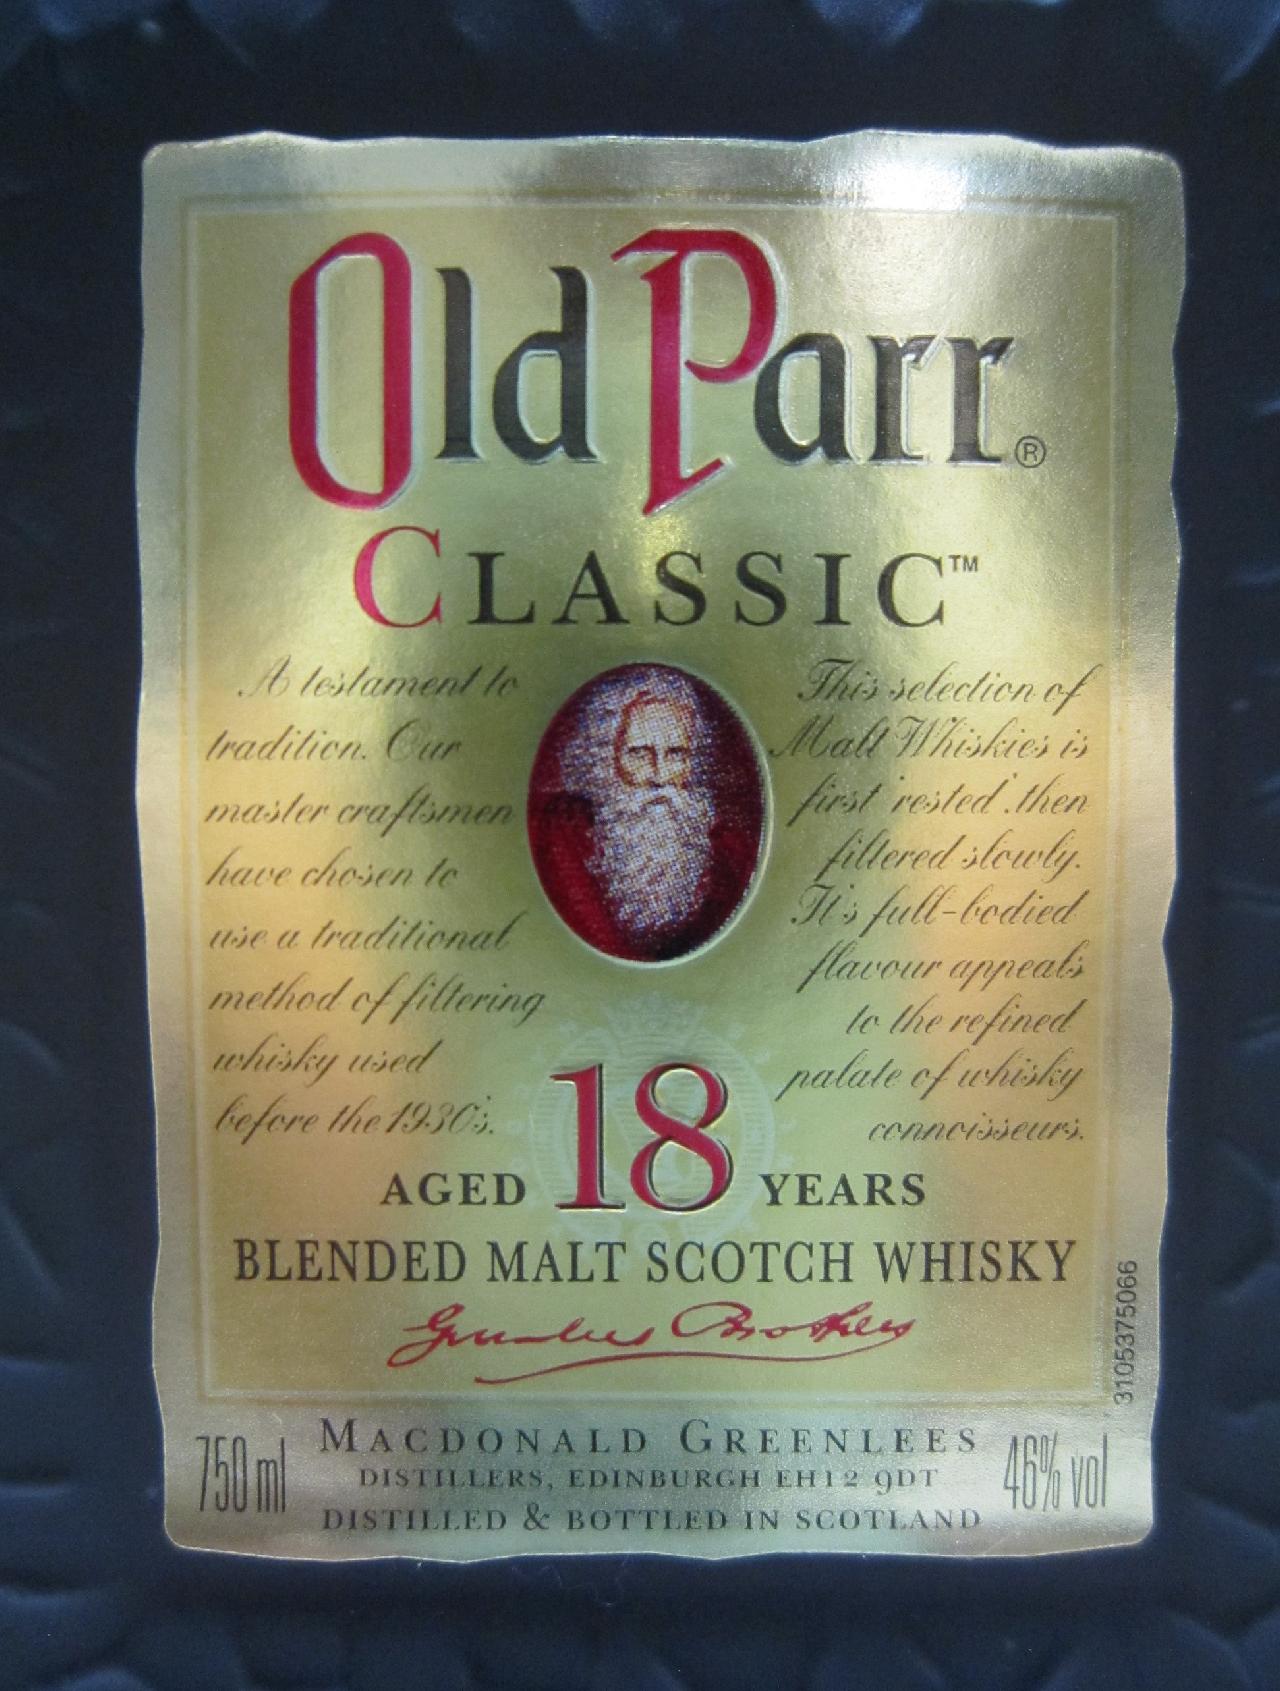 Old Parr®
CLASSIC™
A testament to
tradition. Our
master craftsmen
have chosen to
use a traditional
method of filtering
whisky used
before the 1930's.
This selection of
Malt Whiskies is
first 'rested', then
filtered slowly.
It's full-bodied
flavour appeals
to the refined
palate of whisky
connoisseurs.
AGED 18 YEARS
BLENDED MALT SCOTCH WHISKY
Greenlees Brothers
3105375066
750 ml
MACDONALD GREENLEES
DISTILLERS, EDINBURGH EH12 9DT
DISTILLED & BOTTLED IN SCOTLAND
46% vol